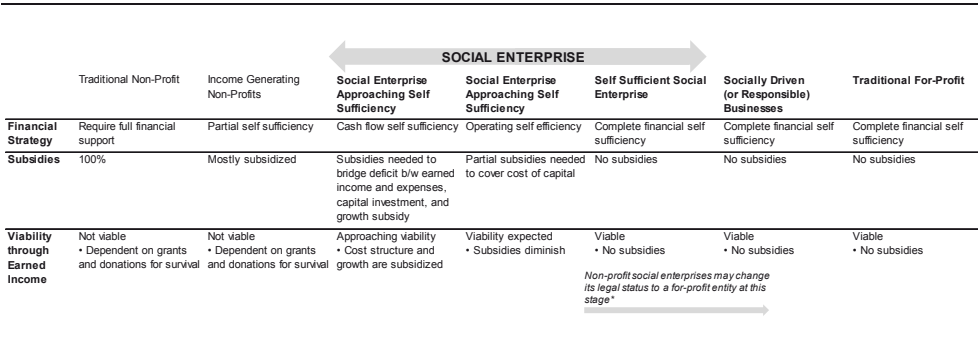 SOCIAL ENTERPRISE
Traditional Non-Profit
Income Generating
Non-Profits
Social Enterprise
Approaching Self
Sufficiency
Social Enterprise
Approaching Self
Sufficiency
Self Sufficient Social
Enterprise
Socially Driven
(or Responsible)
Businesses
Traditional For-Profit
Financial
Strategy
Require full financial
support
Partial self sufficiency
Cash flow self sufficiency
Operating self efficiency
Complete financial self
sufficiency
Complete financial self
sufficiency
Complete financial self
sufficiency
Subsidies
100%
Mostly subsidized
Subsidies needed to
bridge deficit b/w earned
income and expenses,
capital investment, and
growth subsidy
Partial subsidies needed
to cover cost of capital
No subsidies
No subsidies
No subsidies
Viability
through
Earned
Income
Not viable
• Dependent on grants
and donations for survival
Not viable
• Dependent on grants
and donations for survival
Approaching viability
• Cost structure and
growth are subsidized
Viability expected
• Subsidies diminish
Viable
• No subsidies
Viable
• No subsidies
Viable
• No subsidies
Non-profit social enterprises may change
its legal status to a for-profit entity at this
stage*